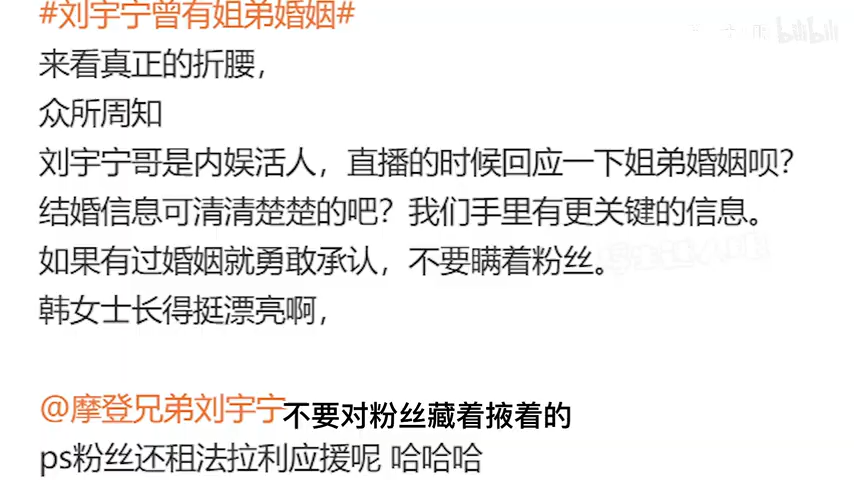 #刘宇宁曾有姐弟婚姻#
bilibili
来看真正的折腰，
众所周知
刘宇宁哥是内娱活人，直播的时候回应一下姐弟婚姻呗？
结婚信息可清清楚楚的吧？我们手里有更关键的信息。
如果有过婚姻就勇敢承认，不要瞒着粉丝。
韩女士长得挺漂亮啊，
@摩登兄弟刘宇宁
不要对粉丝藏着掖着的
ps粉丝还租法拉利应援呢 哈哈哈